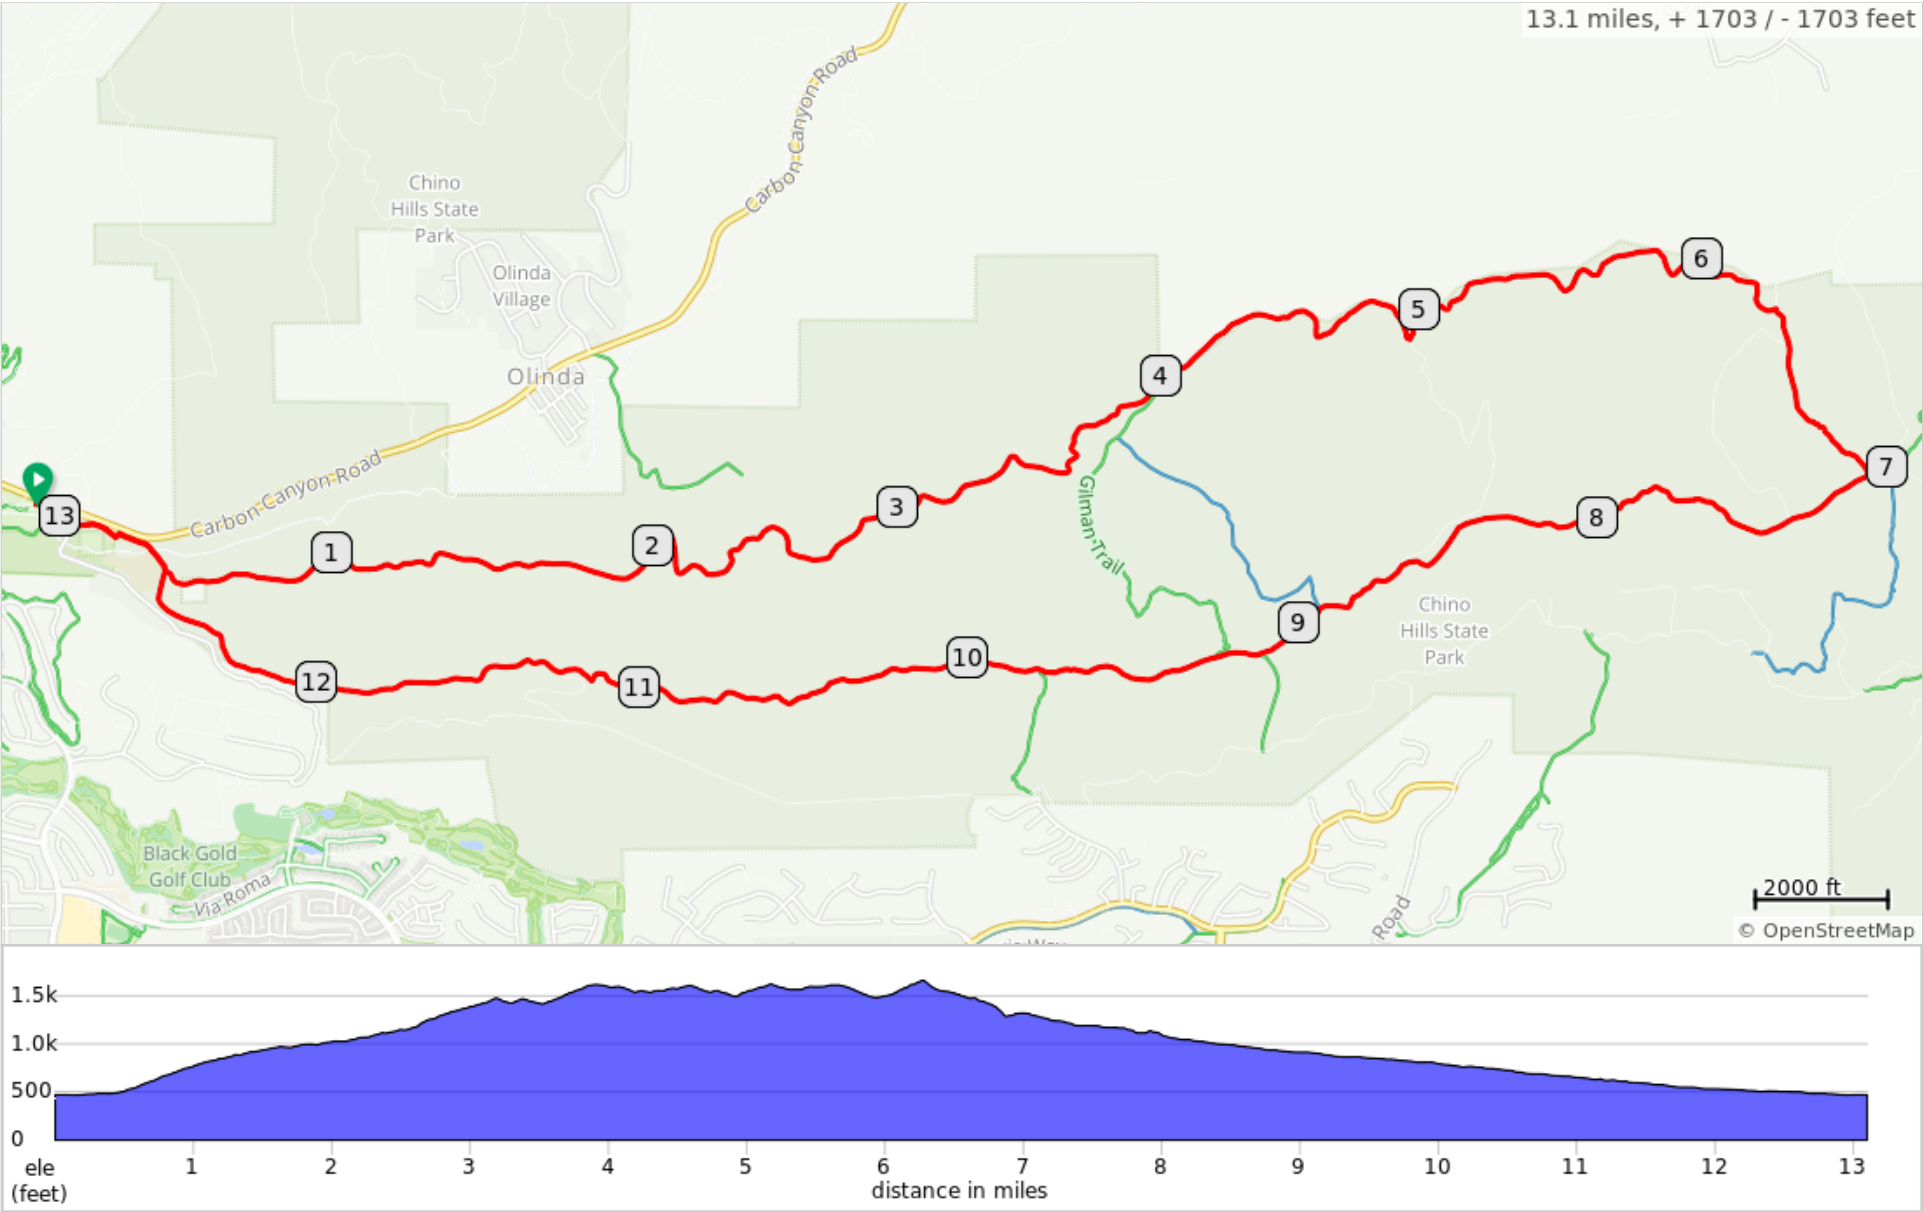 13.1 miles, + 1703 / - 1703 feet
Carbon Canyon Road
Carbon Canyon Road
Chino
Hills State
Park
Olinda
Village
Olinda
6
5
4
7
13
Carbon Canyon Road
3
8
1
2
Gilman Trail
9
Chino
Hills State
Park
10
12
11
Black Gold
Golf Club
Via Roma
Road
2000 ft
© OpenStreetMap
1.5k
1.0k
500
0
ele
(feet)
1 2 3 4 5 6 7 8 9 10 11 12 13
distance in miles